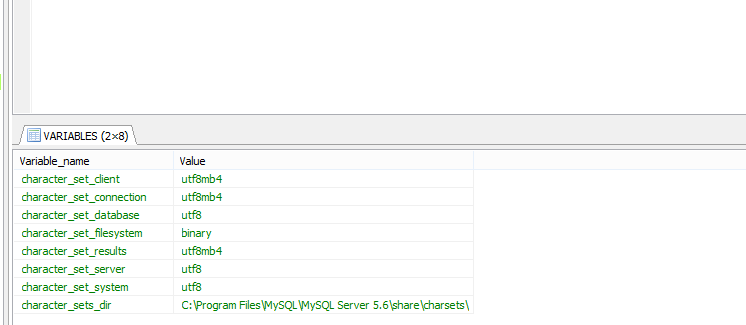 VARIABLES (2×8)
Variable_name Value
character_set_client utf8mb4
character_set_connection utf8mb4
character_set_database utf8
character_set_filesystem binary
character_set_results utf8mb4
character_set_server utf8
character_set_system utf8
character_sets_dir C:\Program Files\MySQL\MySQL Server 5.6\share\charsets\